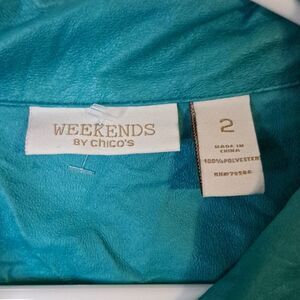 WEEKENDS
BY CHICO'S
2
MADE IN
CHINA
100%POLYESTER